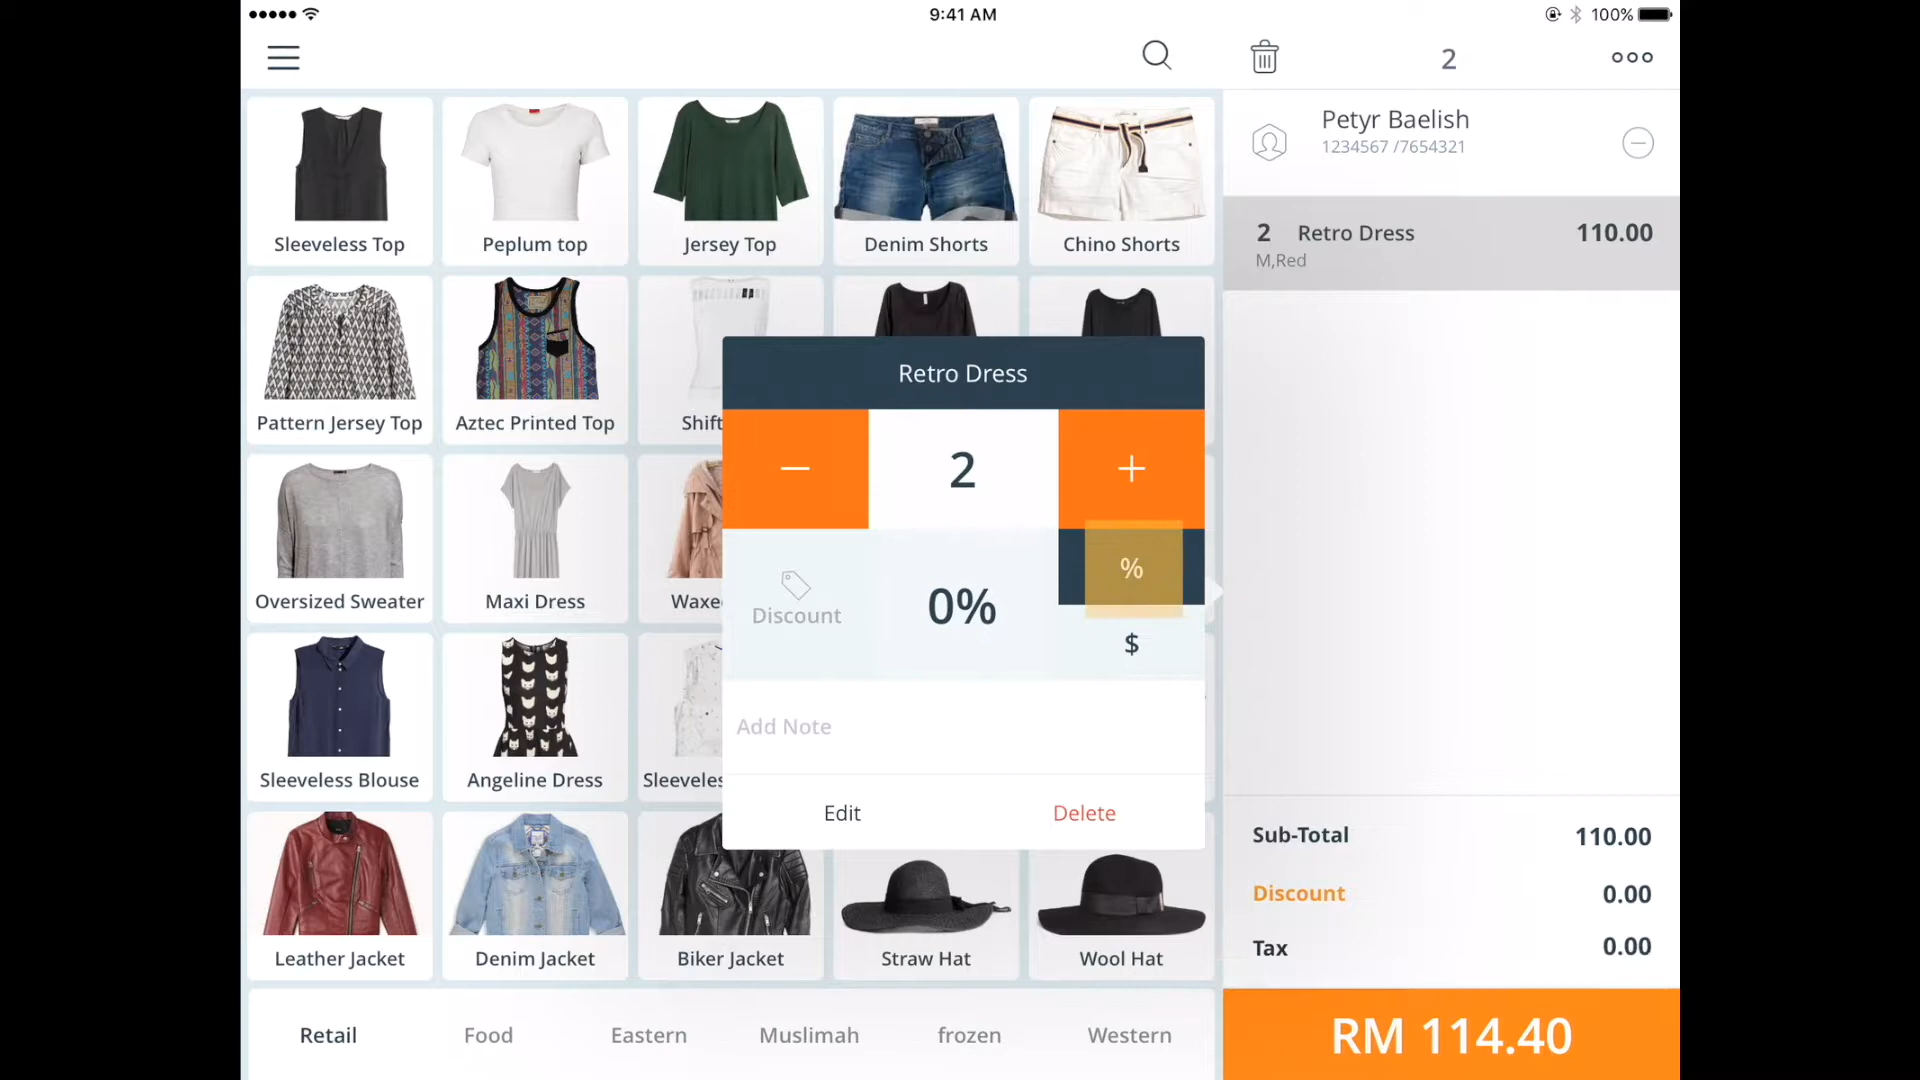 9:41 AM
100%
2
Petyr Baelish
1234567 /7654321
2 Retro Dress 110.00
M,Red
Sleeveless Top
Peplum top
Jersey Top
Denim Shorts
Chino Shorts
Pattern Jersey Top
Aztec Printed Top
Shift
Oversized Sweater
Maxi Dress
Waxe
Sleeveless Blouse
Angeline Dress
Sleeveles
Leather Jacket
Denim Jacket
Biker Jacket
Straw Hat
Wool Hat
Retro Dress
− 2 +
Discount
0%
%
$
Add Note
Edit
Delete
Sub-Total 110.00
Discount 0.00
Tax 0.00
Retail
Food
Eastern
Muslimah
frozen
Western
RM 114.40